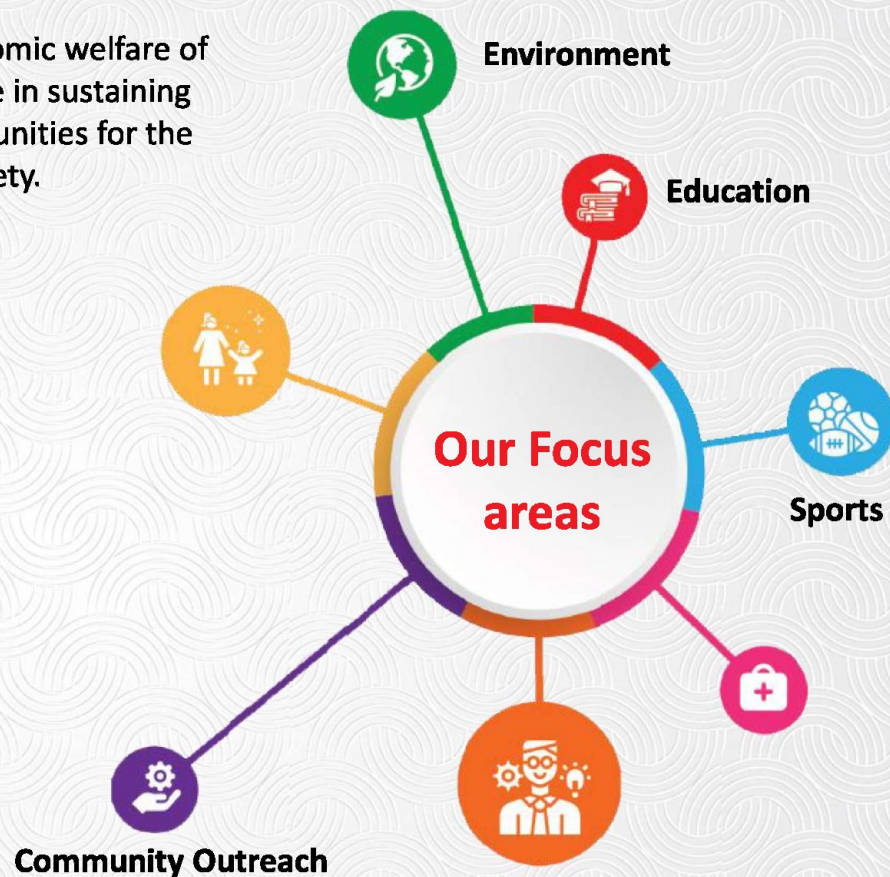 omic welfare of
e in sustaining
unities for the
ety.
Environment
Education
Our Focus
areas
Sports
Community Outreach